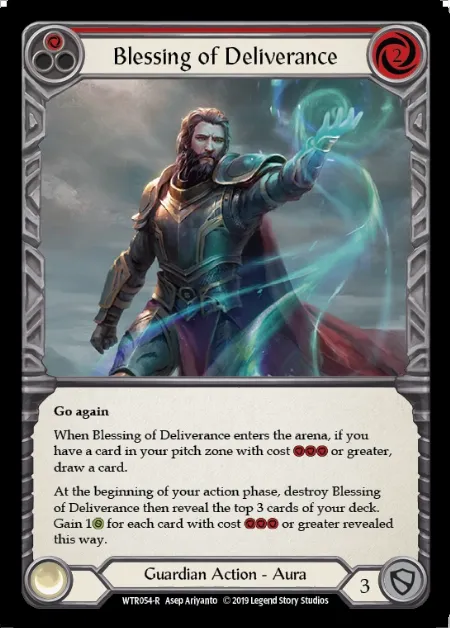 Blessing of Deliverance
2
Go again
When Blessing of Deliverance enters the arena, if you
have a card in your pitch zone with cost or greater,
draw a card.
At the beginning of your action phase, destroy Blessing
of Deliverance then reveal the top 3 cards of your deck.
Gain 1 for each card with cost or greater revealed
this way.
Guardian Action - Aura
3
WTR054-R Asep Ariyanto © 2019 Legend Story Studios